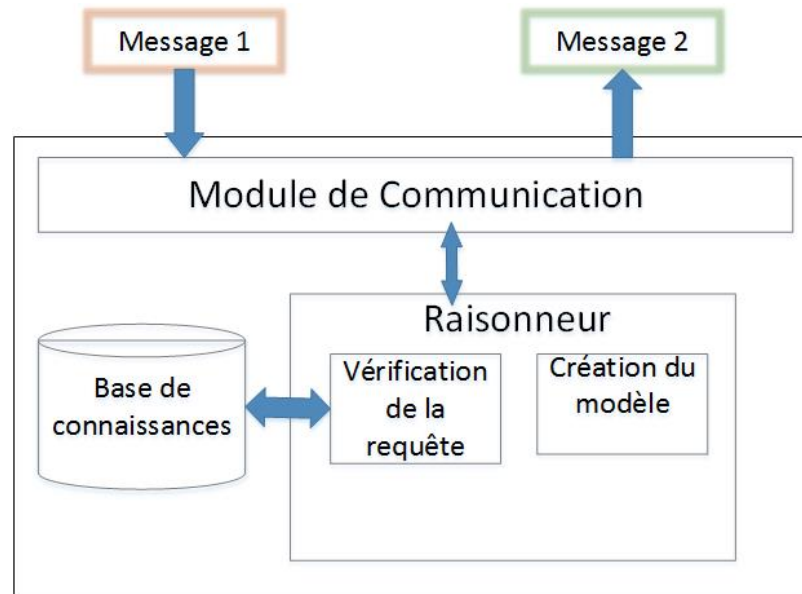 Message 1
Message 2
Module de Communication
Raisonneur
Base de
connaissances
Vérification
de la
requête
Création du
modèle